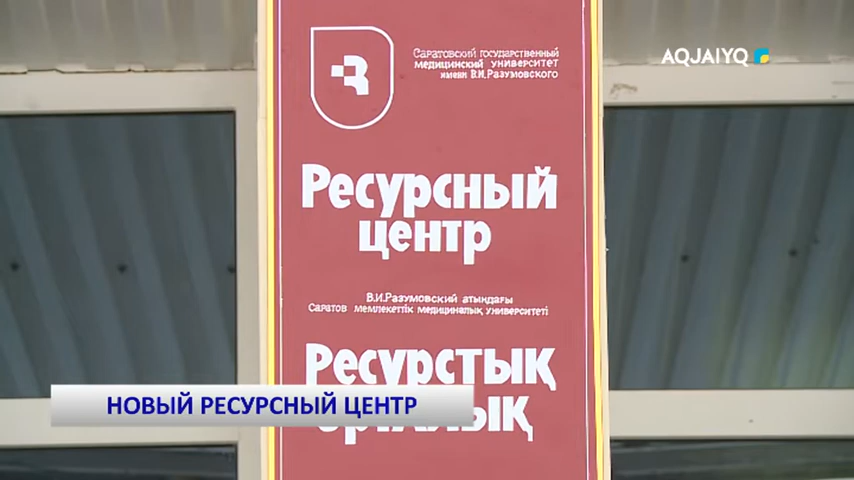 AQJAIYQ
Саратовский государственный
медицинский университет
имени В.И.Разумовского
Ресурсный
центр
В.И.Разумовский атындағы
Саратов мемлекеттік медициналық университеті
Ресурстық
НОВЫЙ РЕСУРСНЫЙ ЦЕНТР